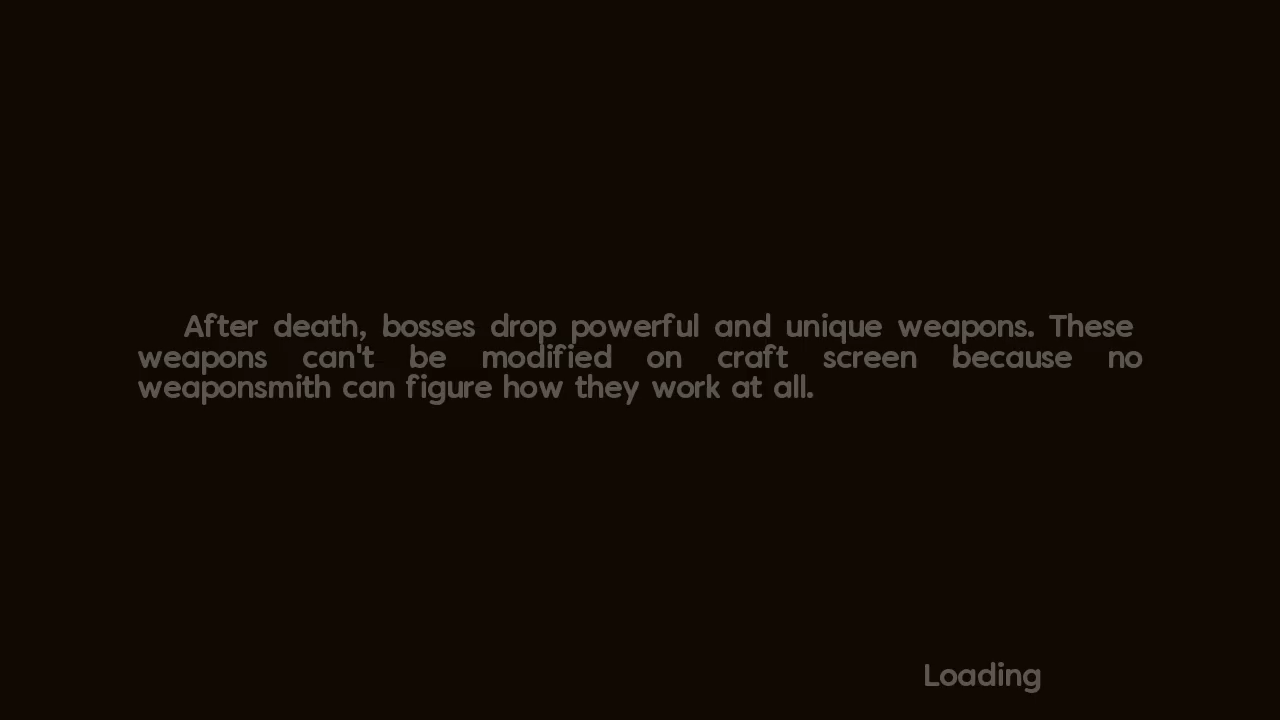 After death, bosses drop powerful and unique weapons. These
weapons can't be modified on craft screen because no
weaponsmith can figure how they work at all.
Loading